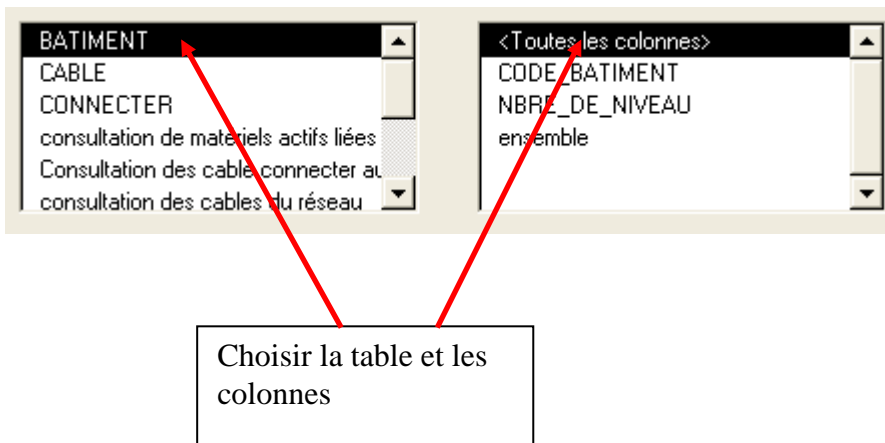 BATIMENT
CABLE
CONNECTER
consultation de matériels actifs liées
Consultation des cable connecter au
consultation des cables du réseau
<Toutes les colonnes>
CODE_BATIMENT
NBRE_DE_NIVEAU
ensemble
Choisir la table et les
colonnes